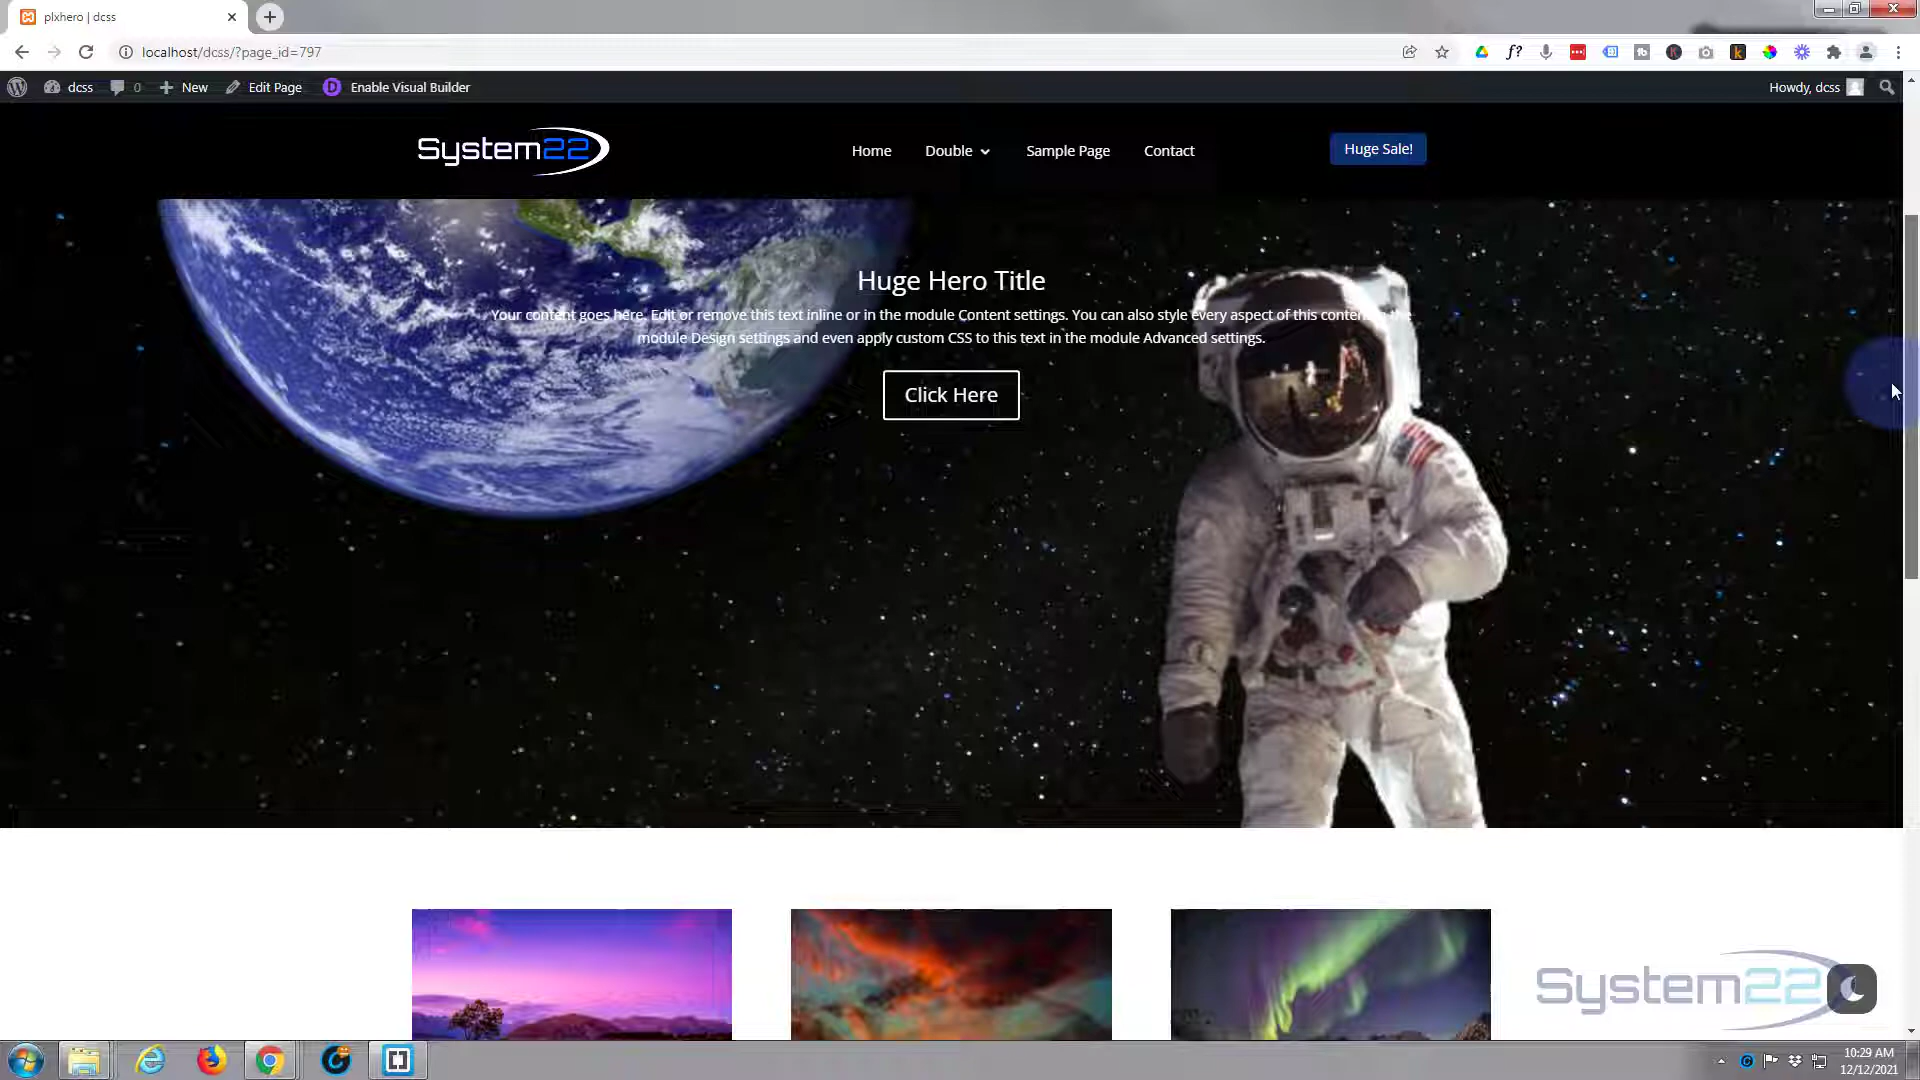 plxhero | dcss
localhost/dcss/?page_id=797
dcss 0 New Edit Page D Enable Visual Builder Howdy, dcss
System22 Home Double Sample Page Contact Huge Sale!
Huge Hero Title
Your content goes here. Edit or remove this text inline or in the module Content settings. You can also style every aspect of this content in the
module Design settings and even apply custom CSS to this text in the module Advanced settings.
Click Here
System22
10:29 AM
12/12/2021